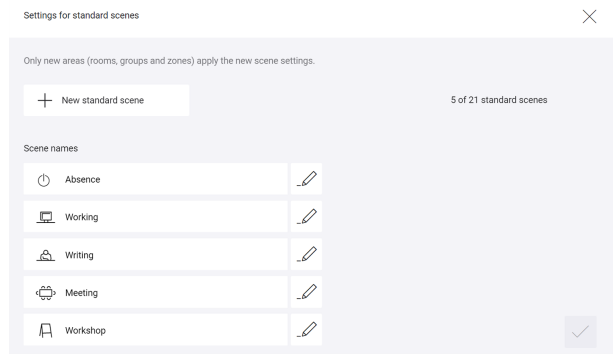 Settings for standard scenes
Only new areas (rooms, groups and zones) apply the new scene settings.
New standard scene
5 of 21 standard scenes
Scene names
Absence
Working
Writing
Meeting
Workshop